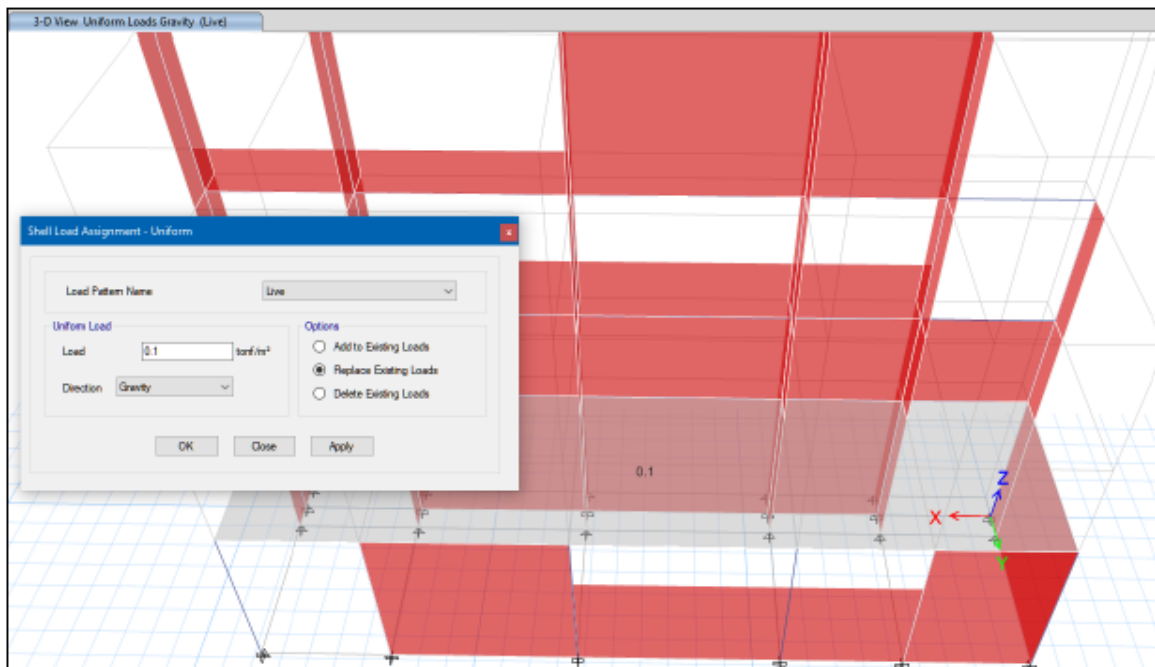 3-D View Uniform Loads Gravity (Live)
Shell Load Assignment - Uniform
x
Load Pattern Name
Live
Uniform Load
Load
0.1
tonf/m²
Direction
Gravity
Options
Add to Existing Loads
Replace Existing Loads
Delete Existing Loads
OK
Close
Apply
0.1
Z
X
Y